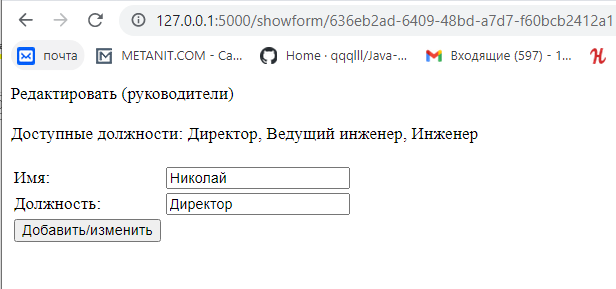 127.0.0.1:5000/showform/636eb2ad-6409-48bd-a7d7-f60bcb2412a1
почта METANIT.COM - Са... Home · qqqlll/Java-... Входящие (597) - 1...
Редактировать (руководители)
Доступные должности: Директор, Ведущий инженер, Инженер
Имя: Николай
Должность: Директор
Добавить/изменить